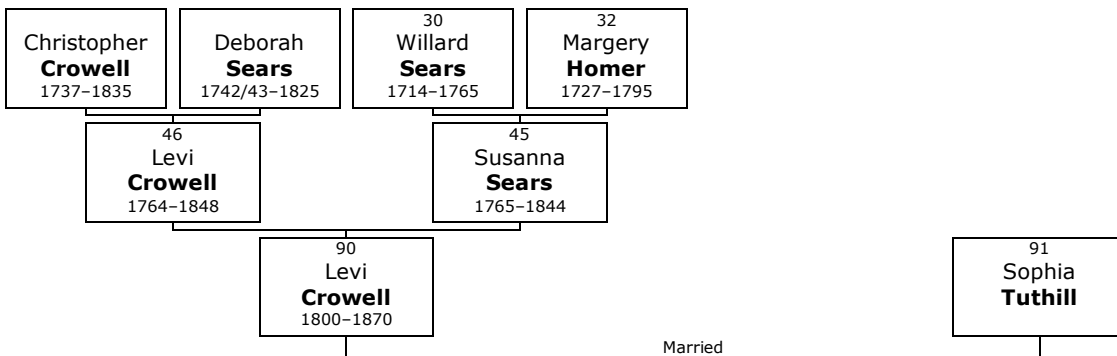 Christopher
Crowell
1737–1835
Deborah
Sears
1742/43–1825
30
Willard
Sears
1714–1765
32
Margery
Homer
1727–1795
46
Levi
Crowell
1764–1848
45
Susanna
Sears
1765–1844
90
Levi
Crowell
1800–1870
91
Sophia
Tuthill
Married